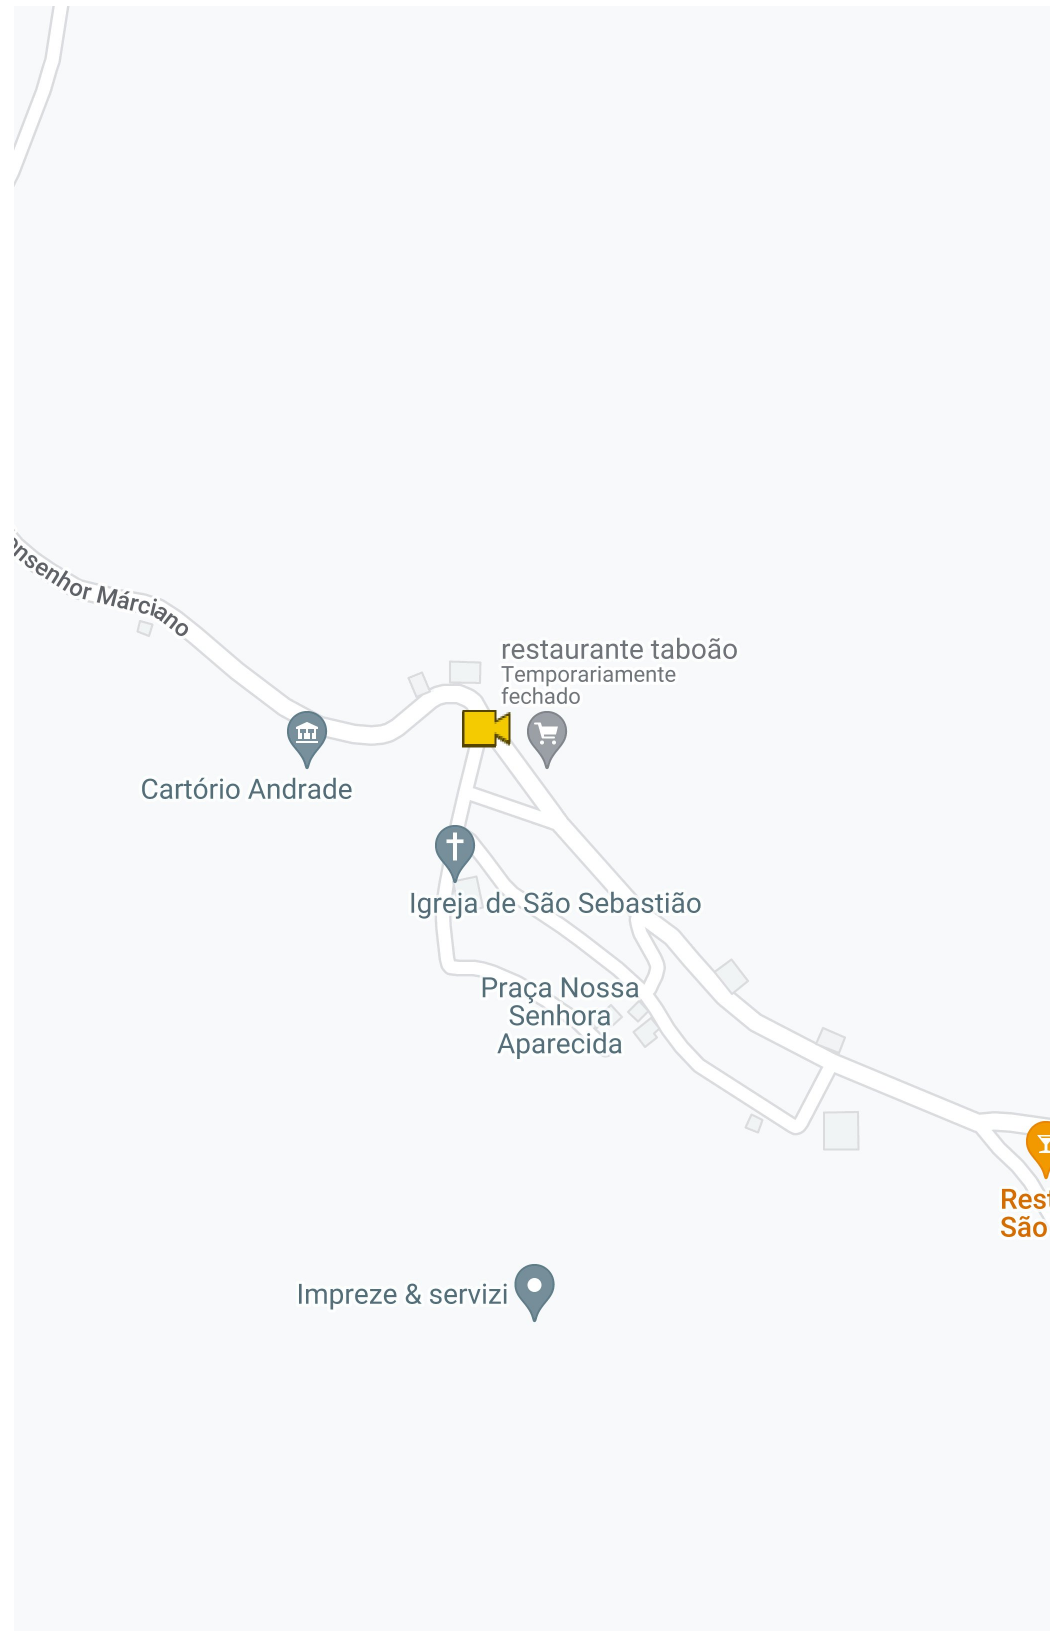 onsenhor Márciano
restaurante taboão
Temporariamente
fechado
Cartório Andrade
Igreja de São Sebastião
Praça Nossa
Senhora
Aparecida
Rest
São
Impreze & servizi